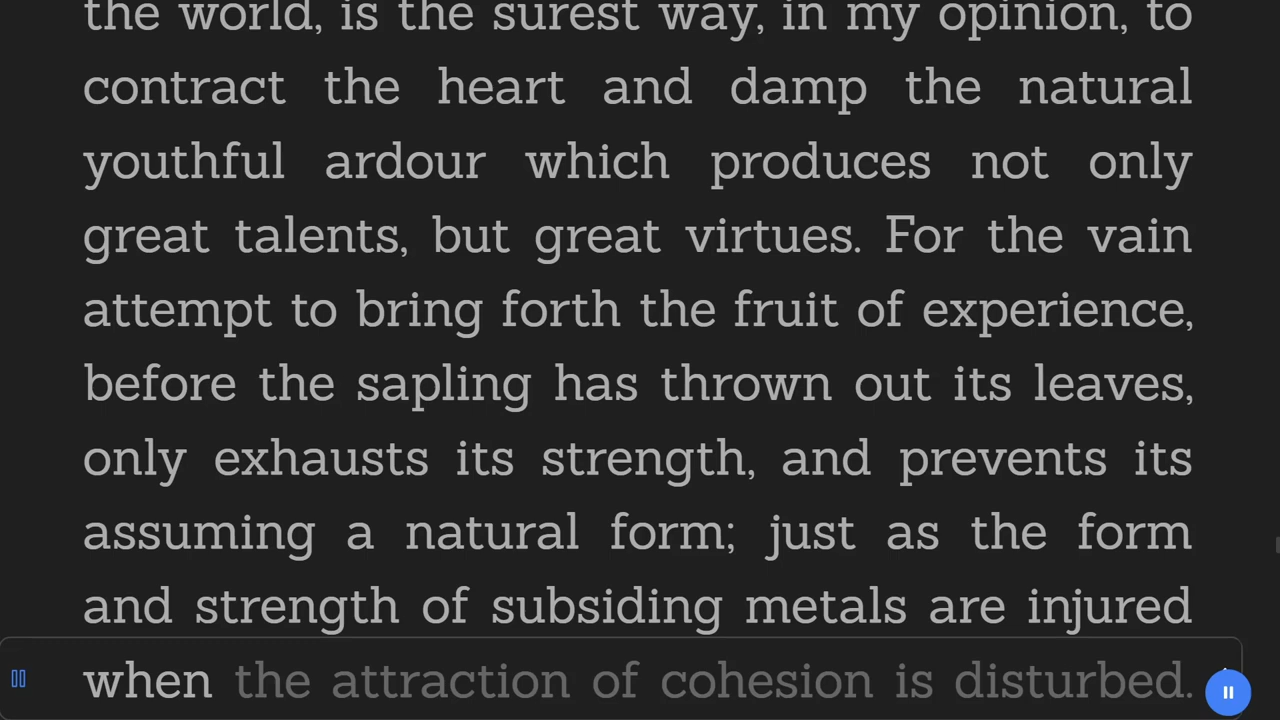 the world, is the surest way, in my opinion, to
contract the heart and damp the natural
youthful ardour which produces not only
great talents, but great virtues. For the vain
attempt to bring forth the fruit of experience,
before the sapling has thrown out its leaves,
only exhausts its strength, and prevents its
assuming a natural form; just as the form
and strength of subsiding metals are injured
when the attraction of cohesion is disturbed.